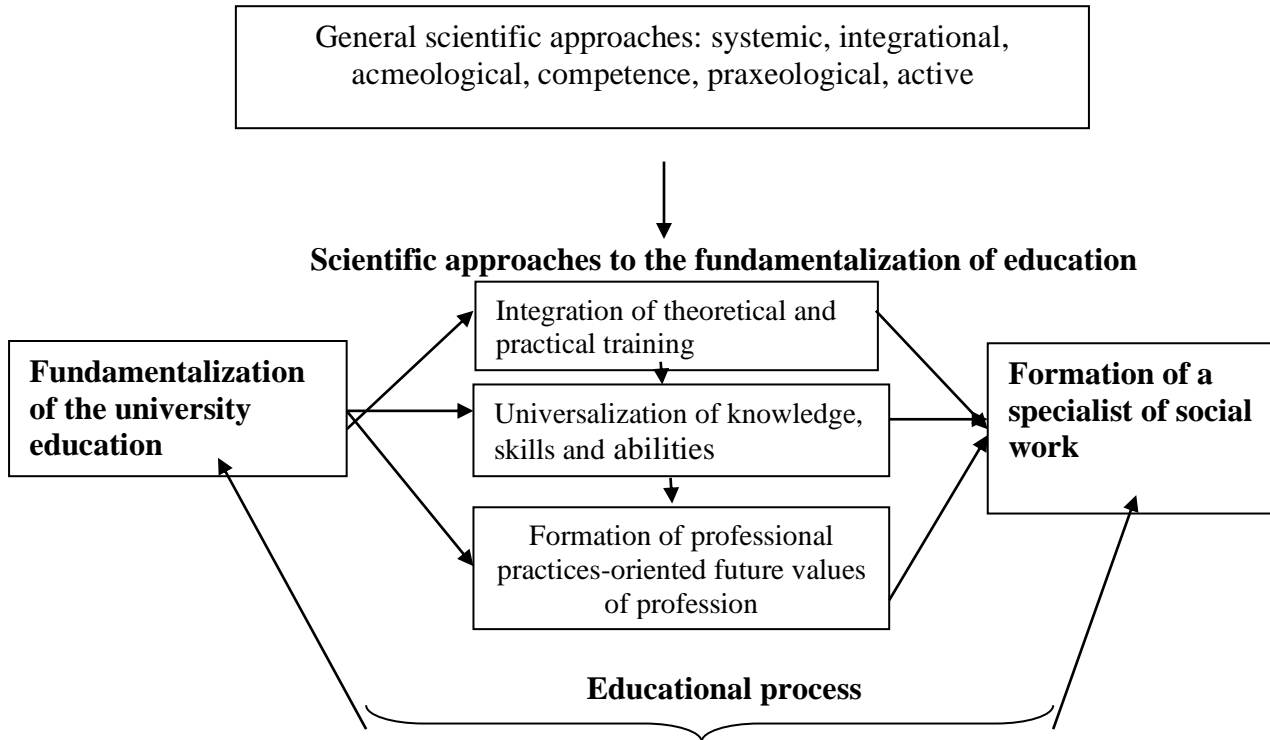 General scientific approaches: systemic, integrational,
acmeological, competence, praxeological, active
Scientific approaches to the fundamentalization of education
Integration of theoretical and
practical training
Fundamentalization
of the university
education
Universalization of knowledge,
skills and abilities
Formation of a
specialist of social
work
Formation of professional
practices-oriented future values
of profession
Educational process